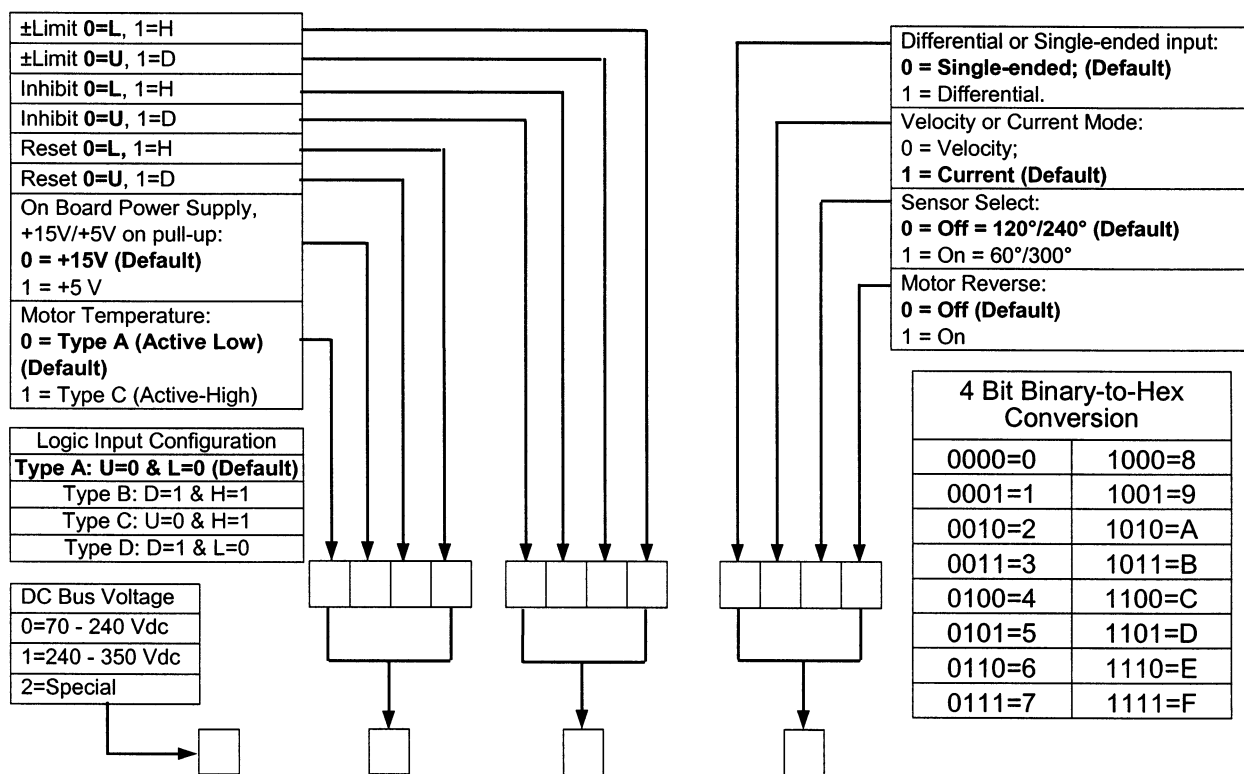 ±Limit 0=L, 1=H
±Limit 0=U, 1=D
Inhibit 0=L, 1=H
Inhibit 0=U, 1=D
Reset 0=L, 1=H
Reset 0=U, 1=D
On Board Power Supply,
+15V/+5V on pull-up:
0 = +15V (Default)
1 = +5 V
Motor Temperature:
0 = Type A (Active Low)
(Default)
1 = Type C (Active-High)
Logic Input Configuration
Type A: U=0 & L=0 (Default)
Type B: D=1 & H=1
Type C: U=0 & H=1
Type D: D=1 & L=0
DC Bus Voltage
0=70 - 240 Vdc
1=240 - 350 Vdc
2=Special
Differential or Single-ended input:
0 = Single-ended; (Default)
1 = Differential.
Velocity or Current Mode:
0 = Velocity;
1 = Current (Default)
Sensor Select:
0 = Off = 120°/240° (Default)
1 = On = 60°/300°
Motor Reverse:
0 = Off (Default)
1 = On
4 Bit Binary-to-Hex
Conversion
0000=0 1000=8
0001=1 1001=9
0010=2 1010=A
0011=3 1011=B
0100=4 1100=C
0101=5 1101=D
0110=6 1110=E
0111=7 1111=F